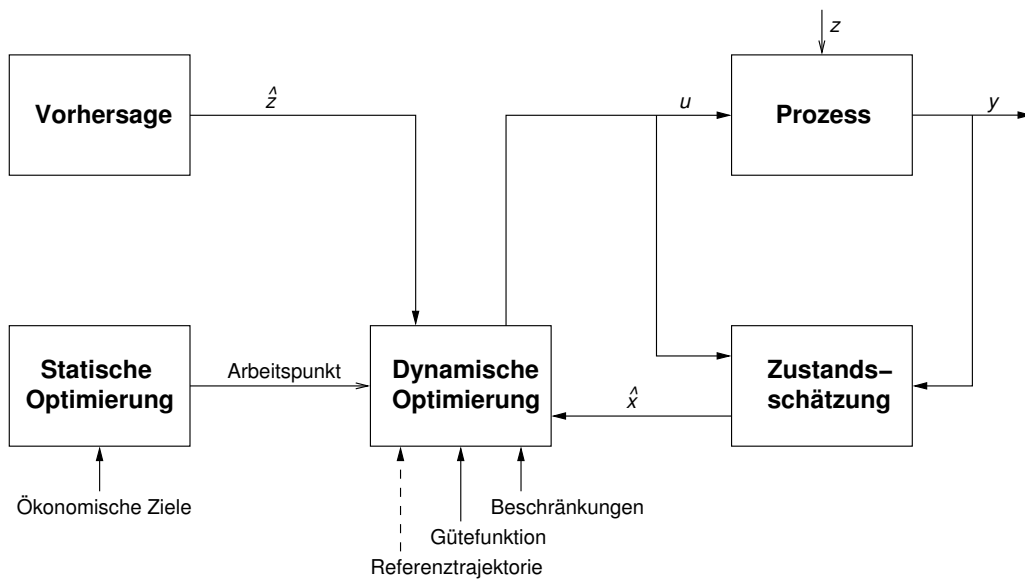 z
Vorhersage
ẑ
u
Prozess
y
Statische
Optimierung
Arbeitspunkt
Dynamische
Optimierung
x̂
Zustands–
schätzung
Ökonomische Ziele
Beschränkungen
Gütefunktion
Referenztrajektorie